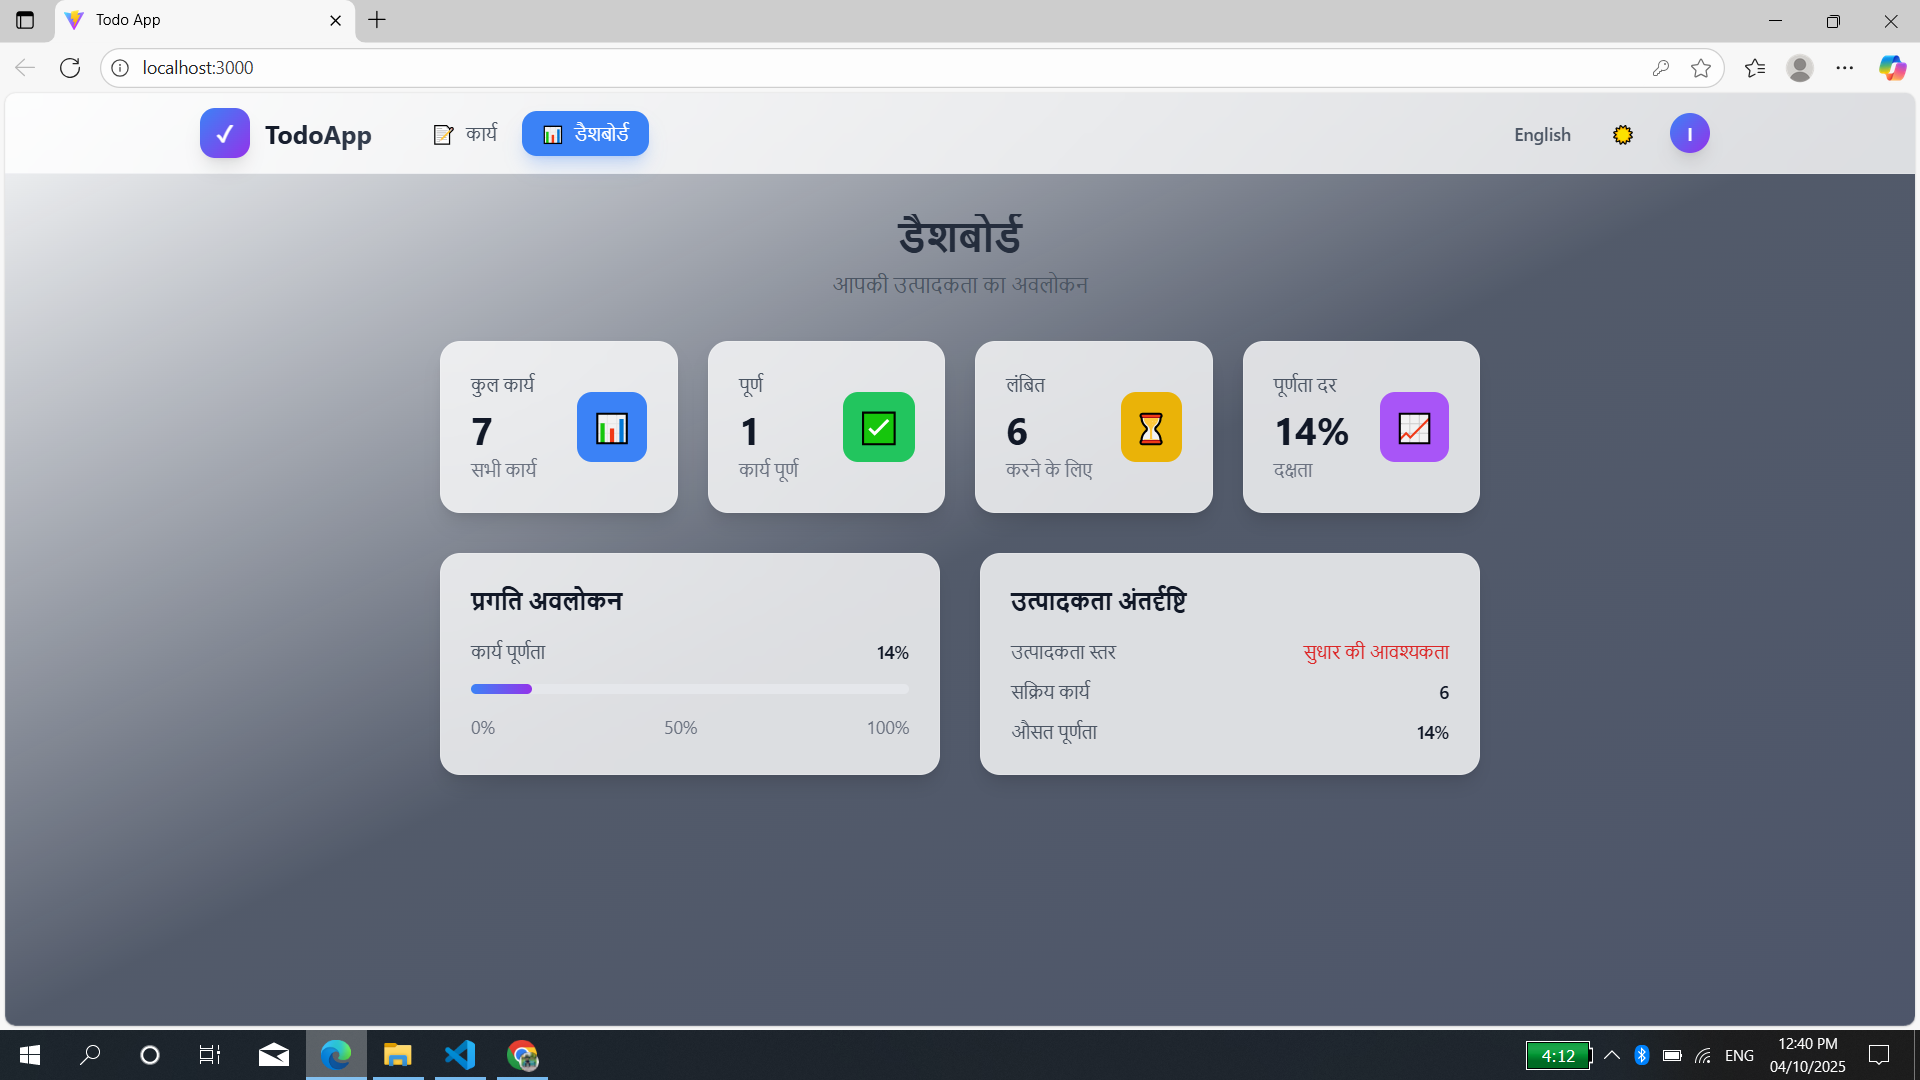 Todo App
localhost:3000
TodoApp
कार्य
डैशबोर्ड
English
I
डैशबोर्ड
आपकी उत्पादकता का अवलोकन
कुल कार्य
7
सभी कार्य
पूर्ण
1
कार्य पूर्ण
लंबित
6
करने के लिए
पूर्णता दर
14%
दक्षता
प्रगति अवलोकन
कार्य पूर्णता 14%
0% 50% 100%
उत्पादकता अंतर्दृष्टि
उत्पादकता स्तर सुधार की आवश्यकता
सक्रिय कार्य 6
औसत पूर्णता 14%
4:12
ENG
12:40 PM
04/10/2025